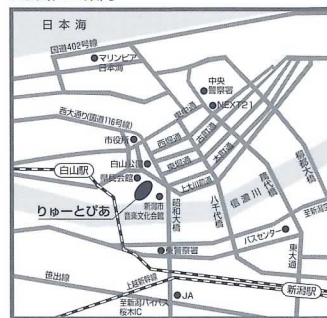 日本海
国道402号線
マリンピア
日本海
中央
警察署
NEXT21
西大通り(国道116号線)
東中通
西堀通
古町通
東堀通
本町通
上大川前通
市役所
白山公園
県民会館
白山駅
りゅーとぴあ
新潟市
音楽文化会館
昭和大橋
八千代橋
信濃川
萬代橋
柳都大橋
至新潟空
バスセンター
東大通
東警察署
上越新幹線
笹出線
至新潟バイパス
桜木IC
JA
新潟駅